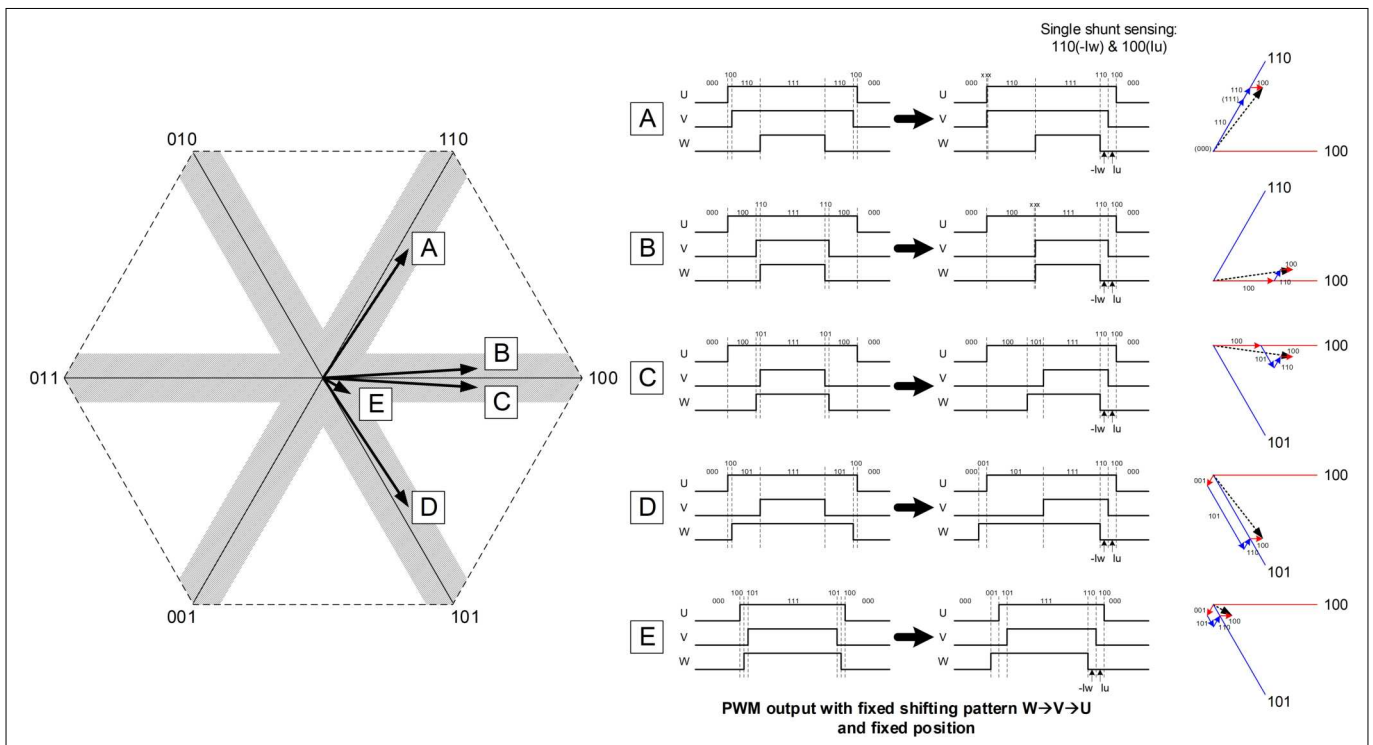 Single shunt sensing:
110(-Iw) & 100(Iu)
010
110
011
100
001
101
A
B
C
E
D
A
000 100 110 111 110 100 000
U
V
W
000 xxx 110 111 110 100 000
U
V
W
-Iw Iu
110
110
100
(111)
110
(000)
100
B
000 100 110 111 110 100 000
U
V
W
000 100 xxx 111 110 100 000
U
V
W
-Iw Iu
110
100
100
110
100
C
000 100 101 111 101 100 000
U
V
W
000 100 101 111 110 100 000
U
V
W
-Iw Iu
100
100
100
101
110
101
D
000 100 101 111 101 100 000
U
V
W
000 001 101 111 110 100 000
U
V
W
-Iw Iu
100
001
101
100
110
101
E
000 100 101 111 101 100 000
U
V
W
000 001 101 111 110 100 000
U
V
W
-Iw Iu
100
001
100
101
110
101
PWM output with fixed shifting pattern W→V→U
and fixed position